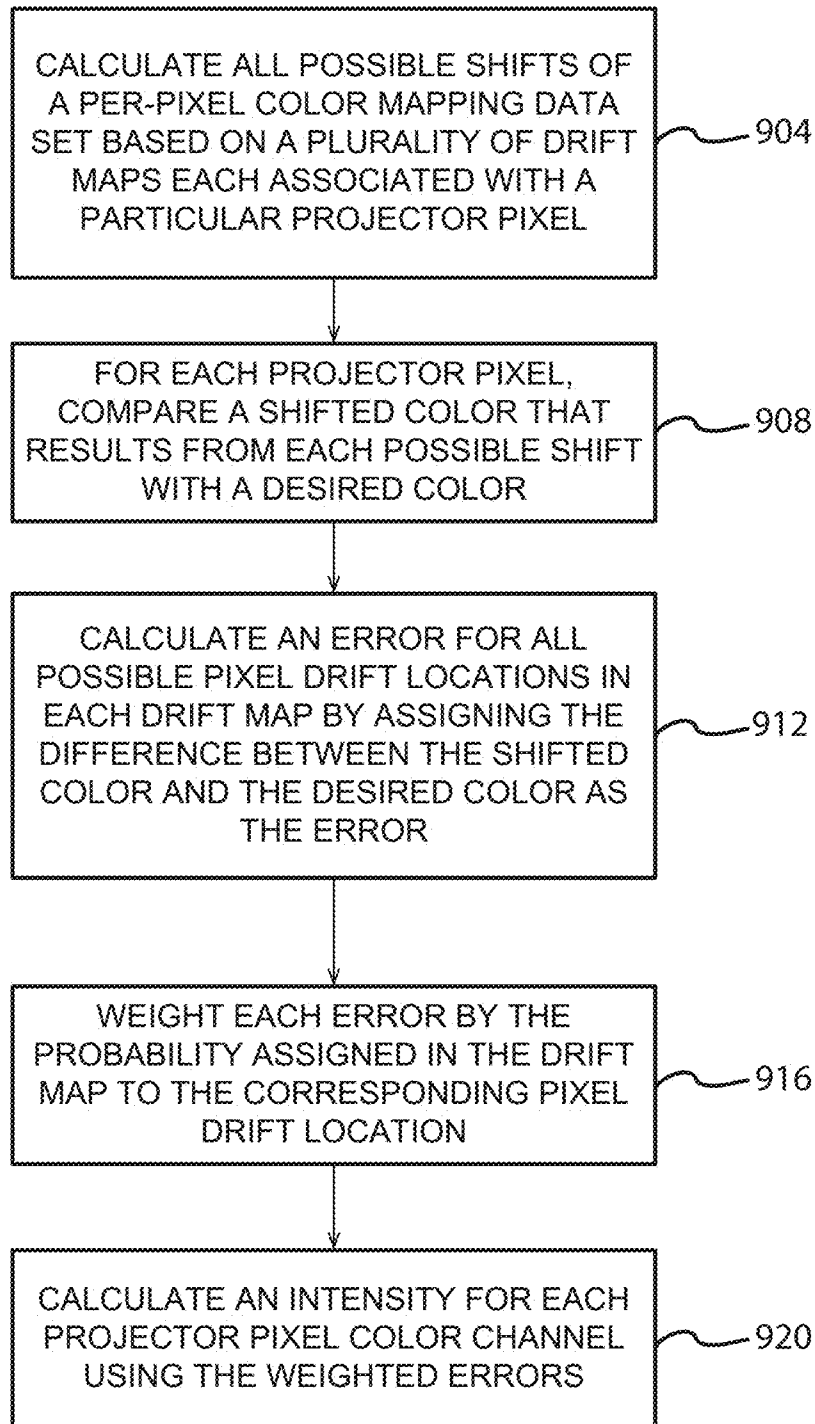 CALCULATE ALL POSSIBLE SHIFTS OF
A PER-PIXEL COLOR MAPPING DATA
SET BASED ON A PLURALITY OF DRIFT
MAPS EACH ASSOCIATED WITH A
PARTICULAR PROJECTOR PIXEL
904
FOR EACH PROJECTOR PIXEL,
COMPARE A SHIFTED COLOR THAT
RESULTS FROM EACH POSSIBLE SHIFT
WITH A DESIRED COLOR
908
CALCULATE AN ERROR FOR ALL
POSSIBLE PIXEL DRIFT LOCATIONS IN
EACH DRIFT MAP BY ASSIGNING THE
DIFFERENCE BETWEEN THE SHIFTED
COLOR AND THE DESIRED COLOR AS
THE ERROR
912
WEIGHT EACH ERROR BY THE
PROBABILITY ASSIGNED IN THE DRIFT
MAP TO THE CORRESPONDING PIXEL
DRIFT LOCATION
916
CALCULATE AN INTENSITY FOR EACH
PROJECTOR PIXEL COLOR CHANNEL
USING THE WEIGHTED ERRORS
920